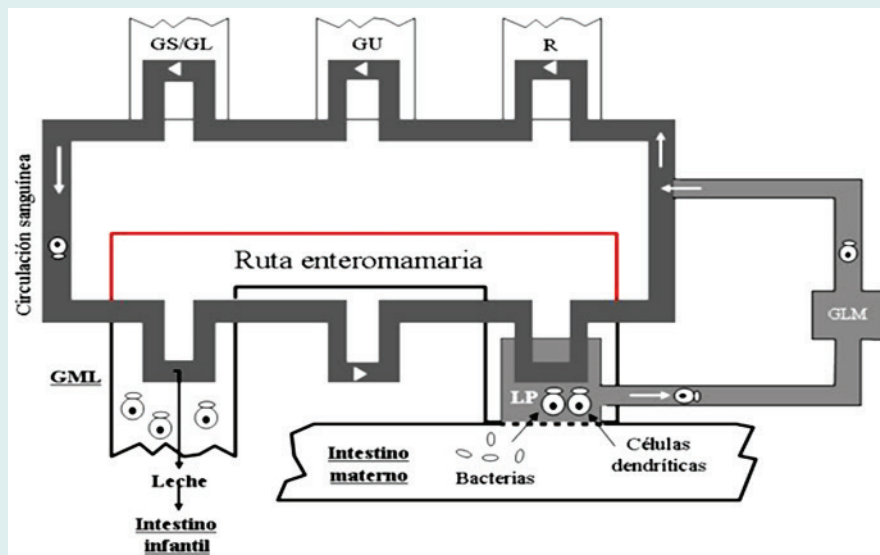 GS/GL
GU
R
Circulación sanguínea
Ruta enteromamaria
GLM
GML
LP
Intestino
materno
Bacterias
Células
dendríticas
Leche
Intestino
infantil